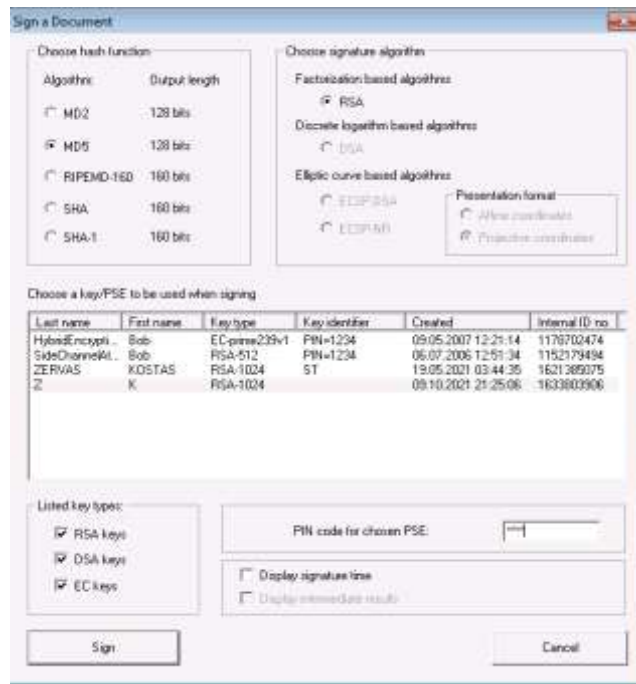 Sign a Document
Choose hash function
Algorithm: Output length
MD2 128 bits
MD5 128 bits
RIPEMD-160 160 bits
SHA 160 bits
SHA-1 160 bits
Choose signature algorithm
Factorization based algorithms
RSA
Discrete logarithm based algorithms
DSA
Elliptic curve based algorithms
ECSP-DSA
ECSP-NR
Presentation format
Affine coordinates
Projective coordinates
Choose a key/PSE to be used when signing
Last name First name Key type Key identifier Created Internal ID no.
HybridEncrypti... Bob EC-prime239v1 PIN=1234 09.05.2007 12:21:14 1178702474
SideChannelAt... Bob RSA-512 PIN=1234 06.07.2006 12:51:34 1152179494
ZERVAS KOSTAS RSA-1024 ST 19.05.2021 03:44:35 1621385075
Z K RSA-1024 09.10.2021 21:25:06 1633803906
Listed key types:
RSA keys
DSA keys
EC keys
PIN code for chosen PSE:
Display signature time
Display intermediate results
Sign
Cancel